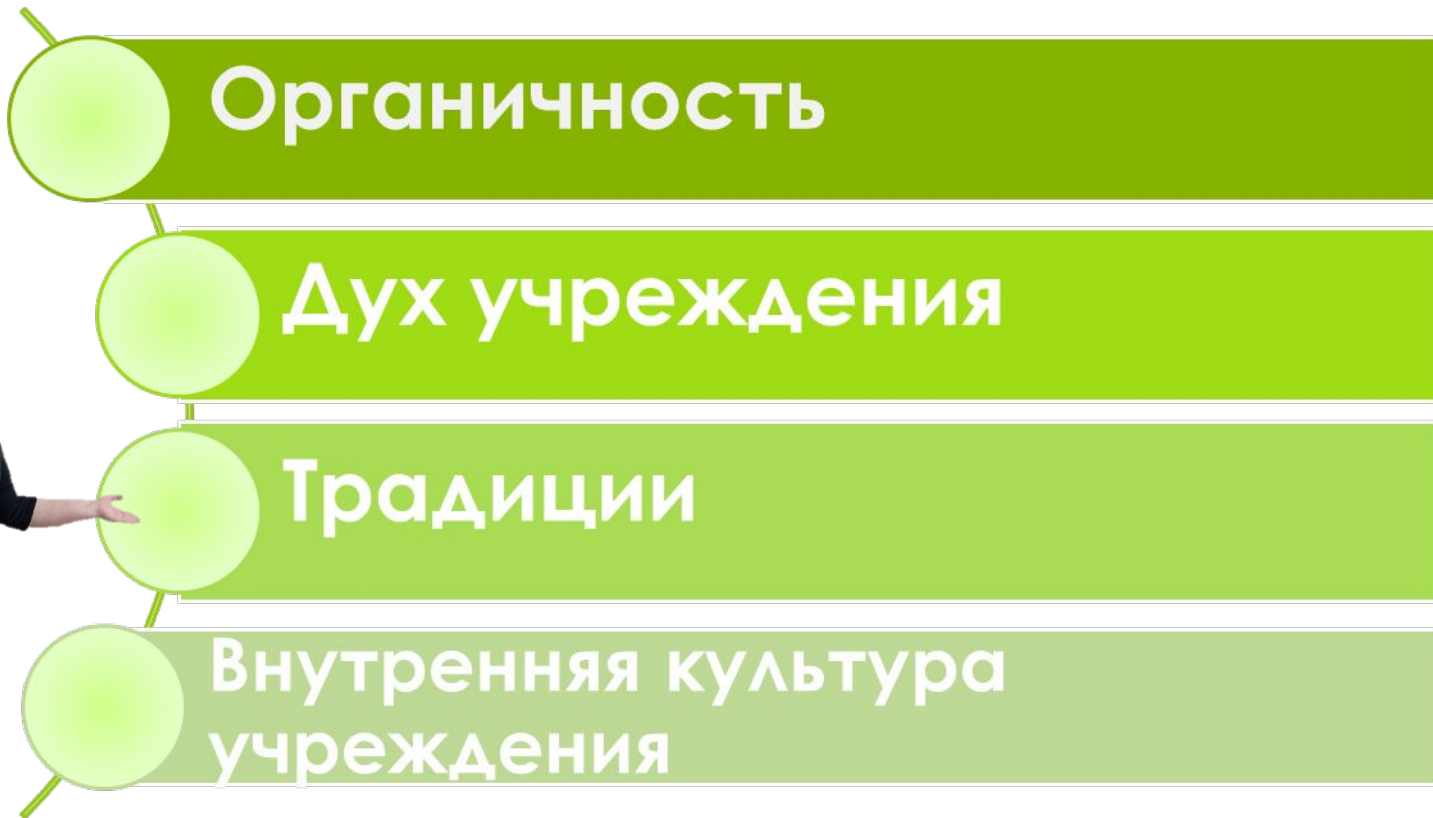 Органичность
Дух учреждения
Традиции
Внутренняя культура
учреждения